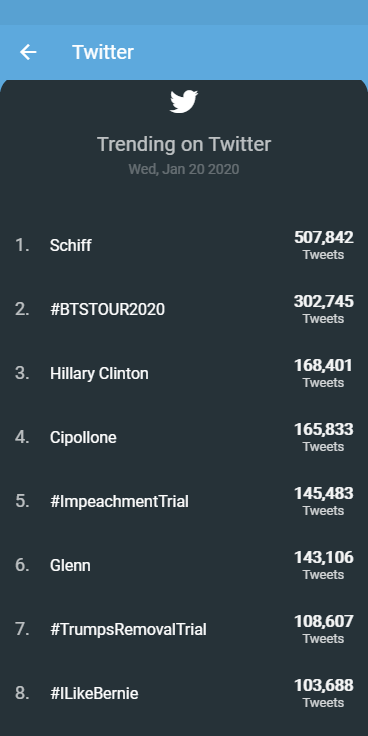 Twitter
Trending on Twitter
Wed, Jan 20 2020
1. Schiff 507,842
Tweets
2. #BTSTOUR2020 302,745
Tweets
3. Hillary Clinton 168,401
Tweets
4. Cipollone 165,833
Tweets
5. #ImpeachmentTrial 145,483
Tweets
6. Glenn 143,106
Tweets
7. #TrumpsRemovalTrial 108,607
Tweets
8. #ILikeBernie 103,688
Tweets